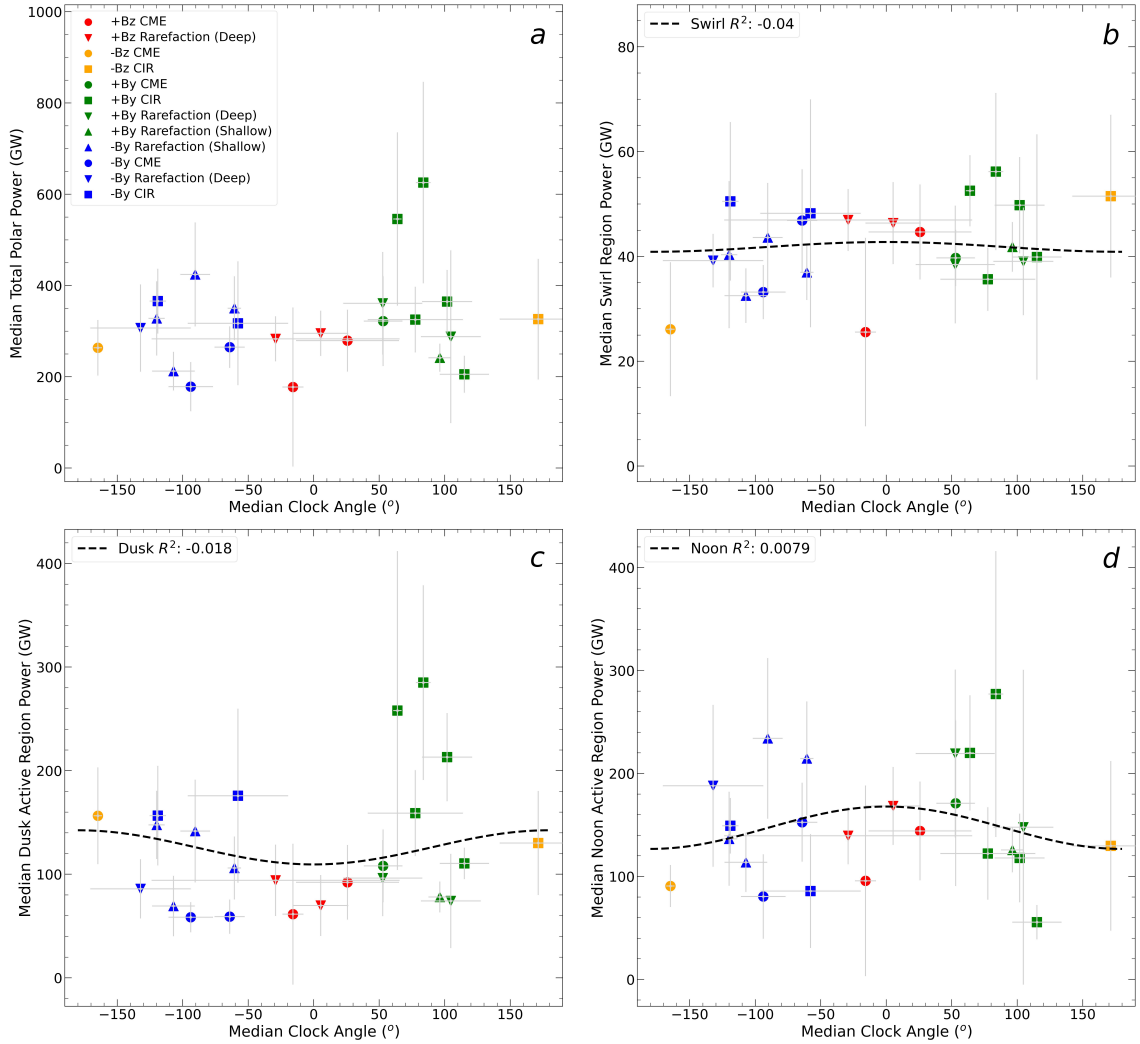 a
+Bz CME
+Bz Rarefaction (Deep)
-Bz CME
-Bz CIR
+By CME
+By CIR
+By Rarefaction (Deep)
+By Rarefaction (Shallow)
-By Rarefaction (Shallow)
-By CME
-By Rarefaction (Deep)
-By CIR
Median Total Polar Power (GW)
1000
800
600
400
200
0
−150 −100 −50 0 50 100 150
Median Clock Angle (°)
b
Swirl R²: -0.04
Median Swirl Region Power (GW)
80
60
40
20
0
−150 −100 −50 0 50 100 150
Median Clock Angle (°)
c
Dusk R²: -0.018
Median Dusk Active Region Power (GW)
400
300
200
100
0
−150 −100 −50 0 50 100 150
Median Clock Angle (°)
d
Noon R²: 0.0079
Median Noon Active Region Power (GW)
400
300
200
100
0
−150 −100 −50 0 50 100 150
Median Clock Angle (°)